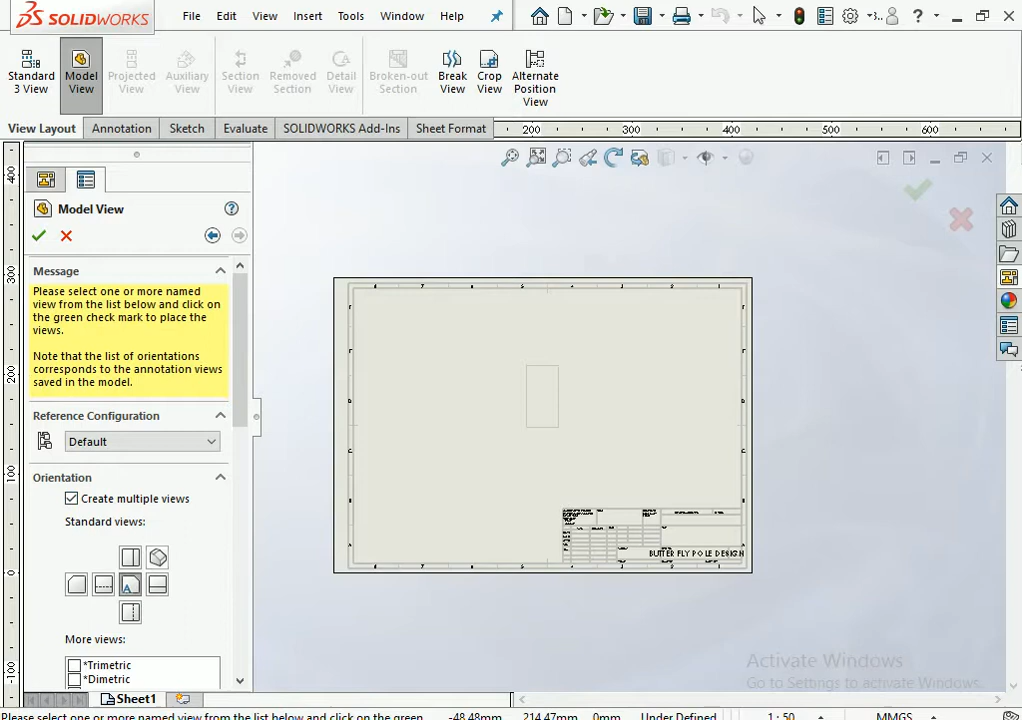 SOLIDWORKS
File Edit View Insert Tools Window Help
Standard 3 View
Model View
Projected View
Auxiliary View
Section View
Removed Section
Detail View
Broken-out Section
Break View
Crop View
Alternate Position View
View Layout Annotation Sketch Evaluate SOLIDWORKS Add-Ins Sheet Format
200 300 400 500 600
400
300
200
100
0
-100
Model View
Message
Please select one or more named
view from the list below and click on
the green check mark to place the
views.
Note that the list of orientations
corresponds to the annotation views
saved in the model.
Reference Configuration
Default
Orientation
Create multiple views
Standard views:
More views:
*Trimetric
*Dimetric
BUTTER FLY POLE DESIGN
Activate Windows
Go to Settings to activate Windows.
Sheet1
Please select one or more named view from the list below and click on the green -48.48mm 214.47mm 0mm Under Defined 1 : 50 MMGS